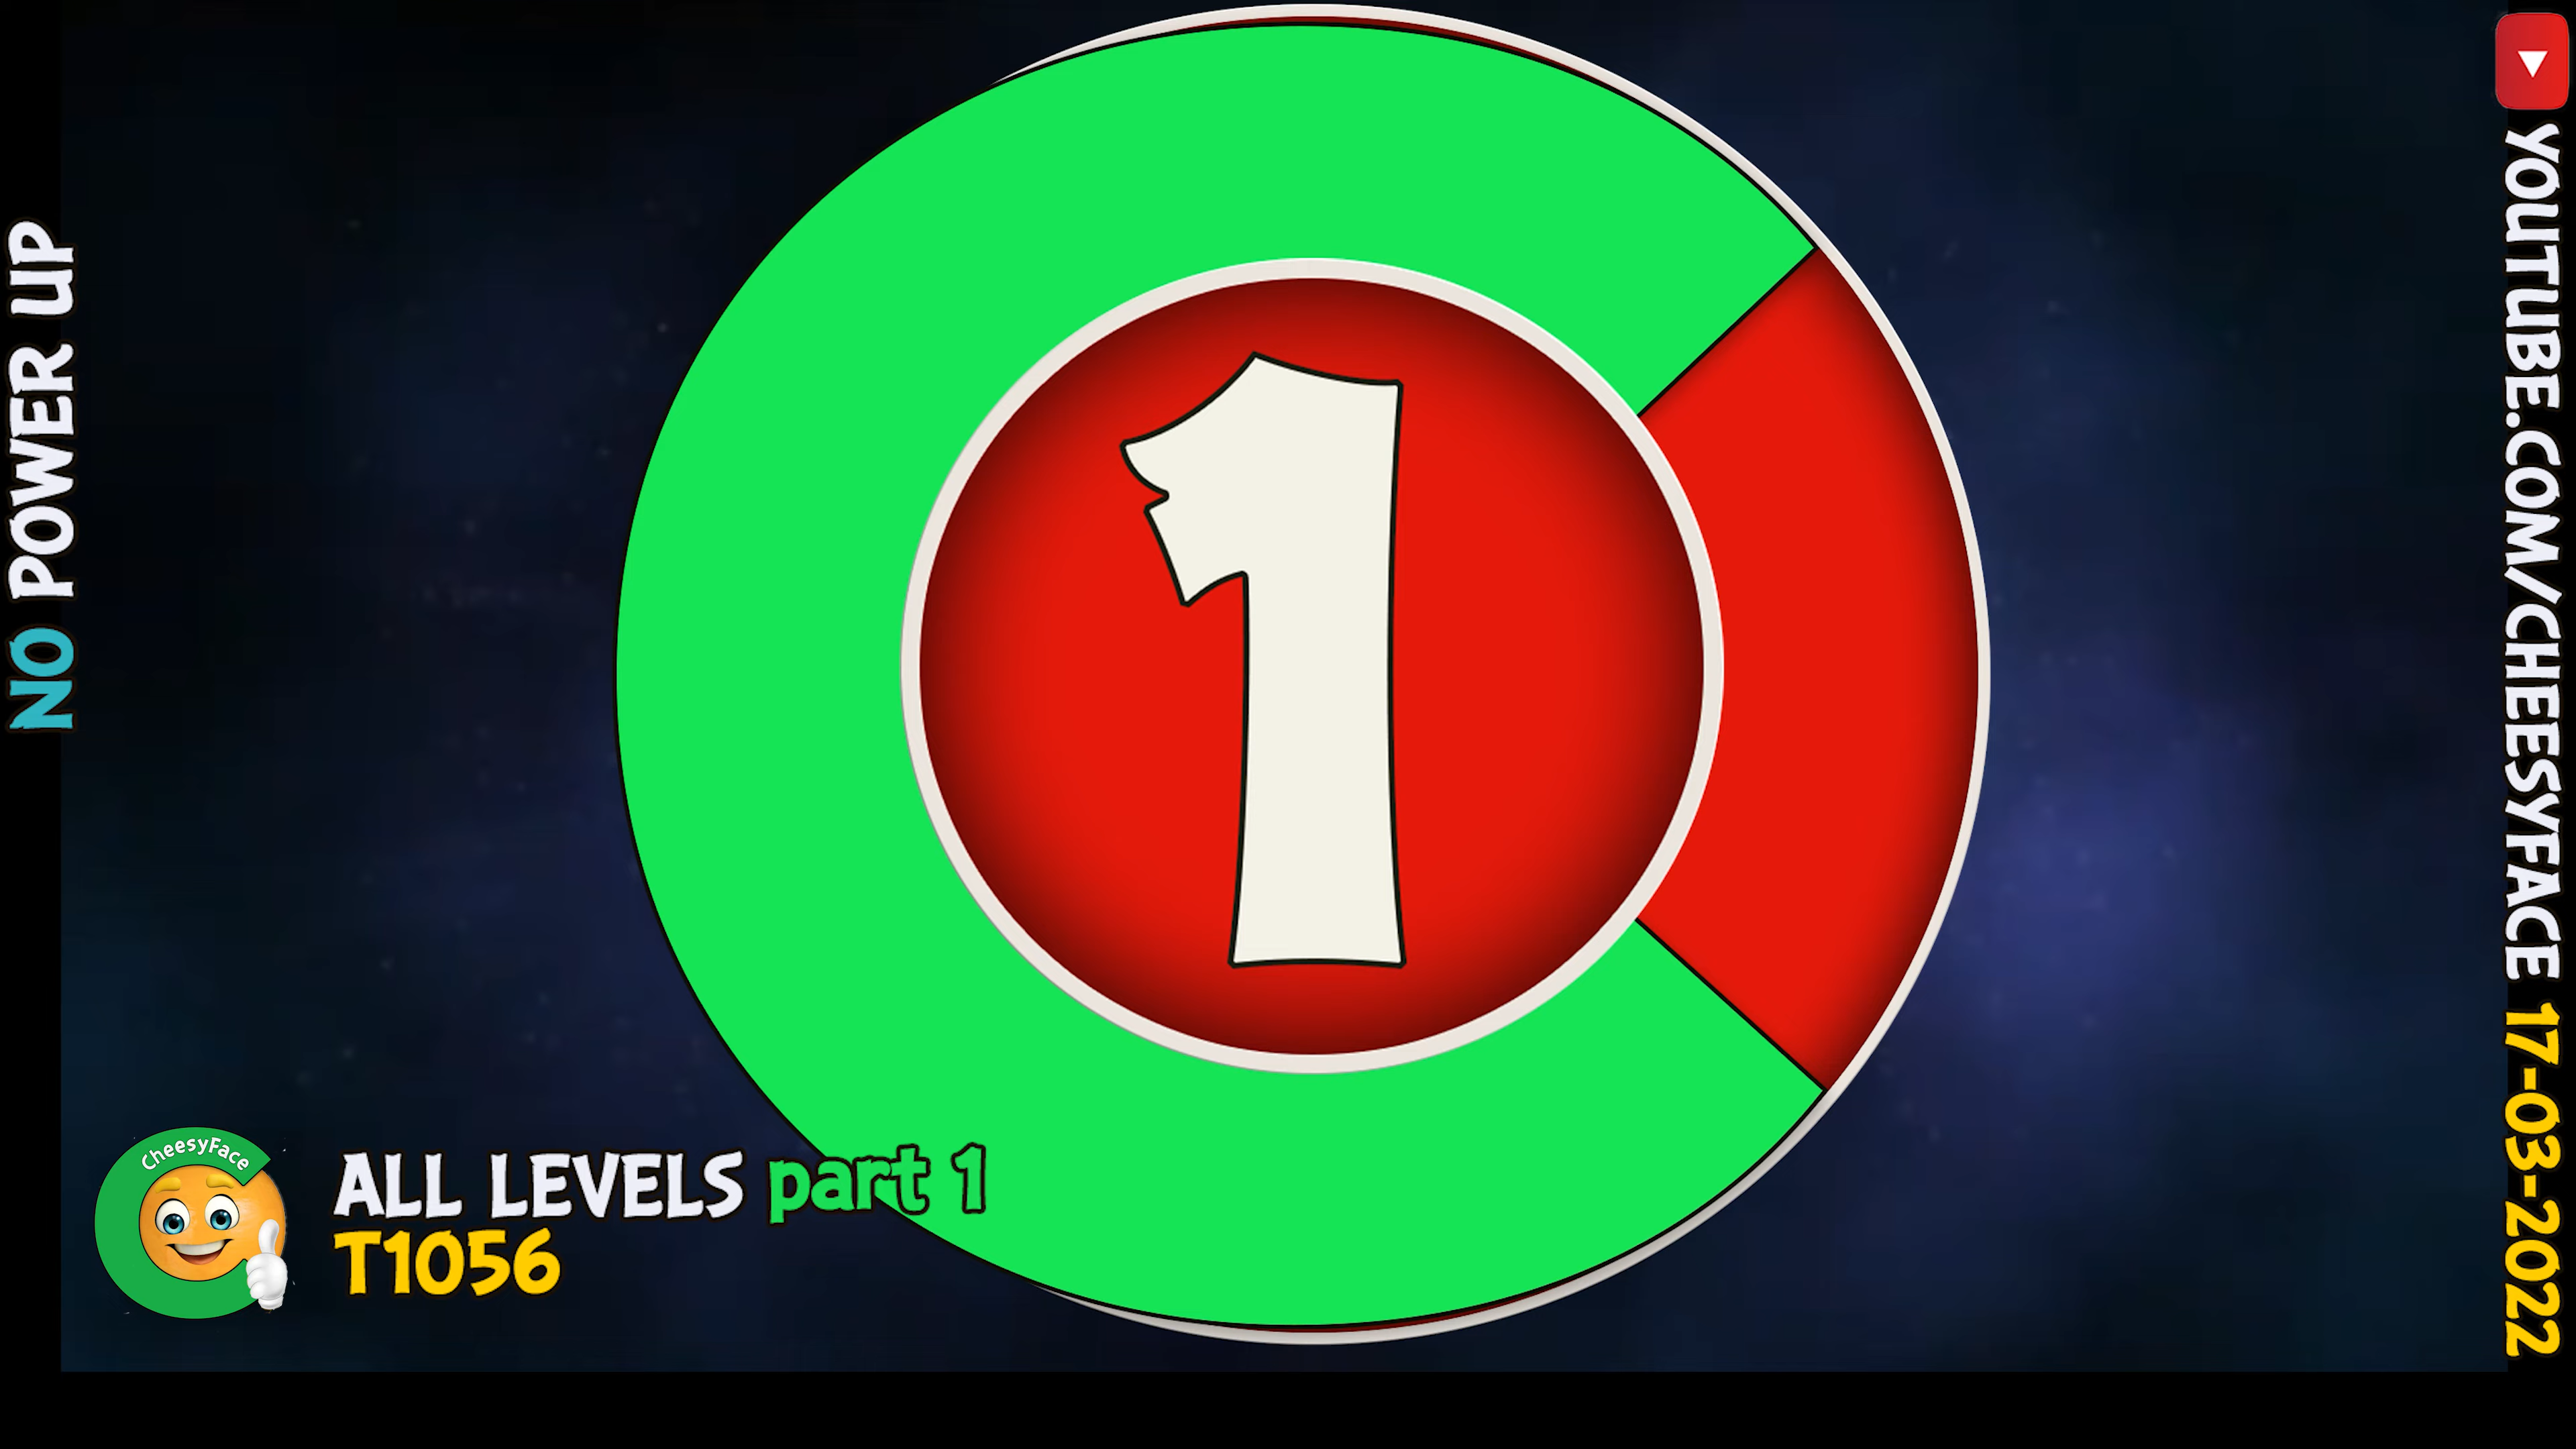 NO POWER UP
1
CheesyFace
ALL LEVELS part 1
T1056
YOUTUBE.COM/CHEESYFACE 17-03-2022